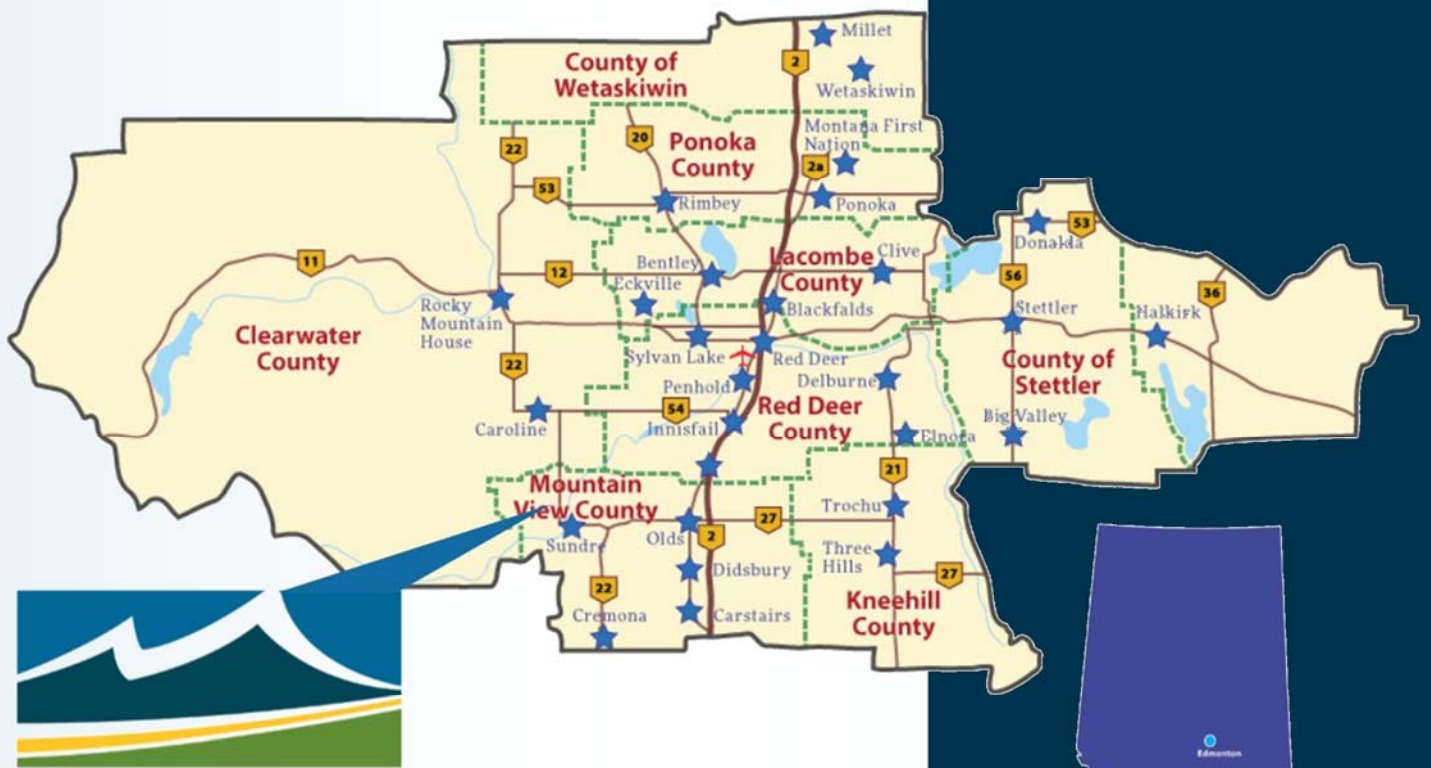 Millet
2
County of
Wetaskiwin
Wetaskiwin
Montana First
Nation
20
Ponoka
County
22
2a
53
Rimbey
Ponoka
Donalda
53
11
12
Bentley
Lacombe
County
Clive
56
Eckville
36
Rocky
Mountain
House
Blackfalds
Stettler
Halkirk
Clearwater
County
22
Sylvan Lake
Red Deer
County of
Stettler
Penhold
Delburne
54
Red Deer
County
Caroline
Innisfail
Elnora
Big Valley
21
Mountain
View County
Trochu
27
Sundre
Olds
2
Three
Hills
Didsbury
27
22
Cremona
Carstairs
Kneehill
County
Edmonton